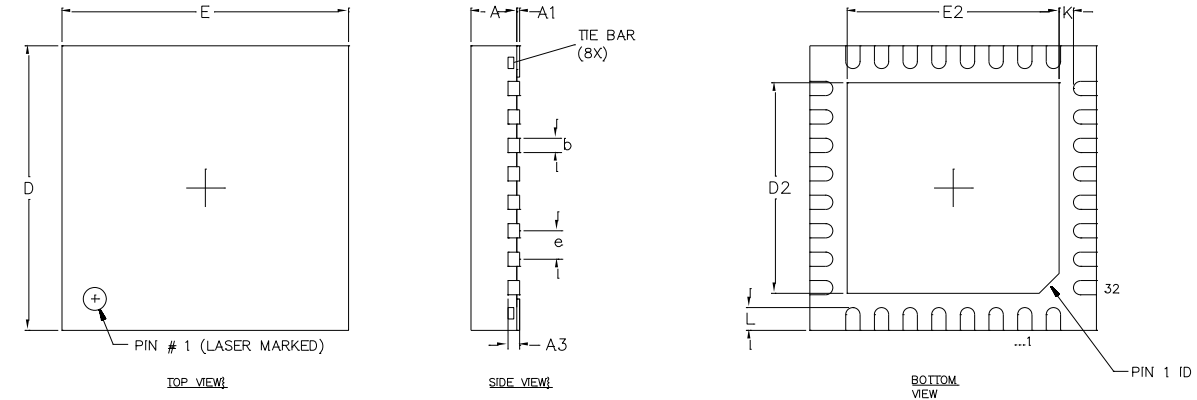 E
A
A1
E2
K
TIE BAR
(8X)
b
D
D2
e
32
L
PIN # 1 (LASER MARKED)
A3
....1
PIN 1 ID
TOP VIEW}
SIDE VIEW}
BOTTOM
VIEW